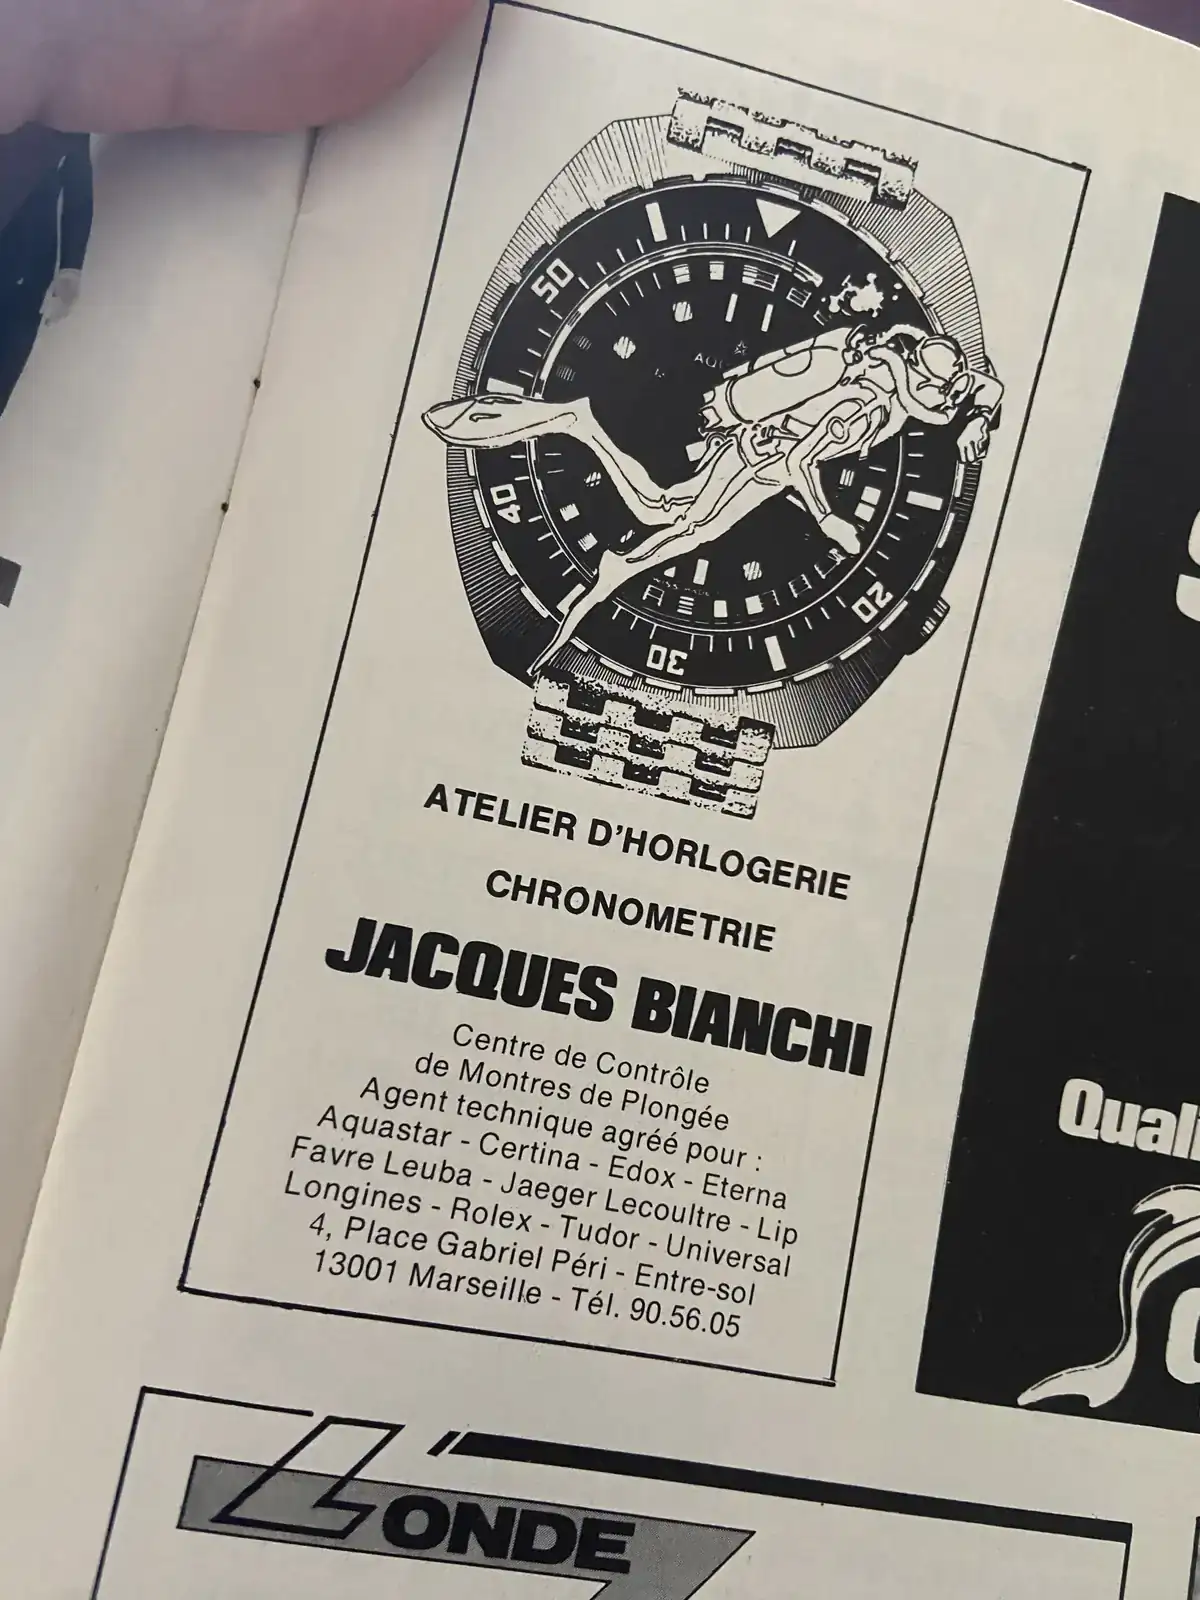 50
40
30
20
AQU
ATELIER D'HORLOGERIE
CHRONOMETRIE
JACQUES BIANCHI
Centre de Contrôle
de Montres de Plongée
Agent technique agréé pour :
Aquastar - Certina - Edox - Eterna
Favre Leuba - Jaeger Lecoultre - Lip
Longines - Rolex - Tudor - Universal
4, Place Gabriel Péri - Entre-sol
13001 Marseille - Tél. 90.56.05
Quali
L'ONDE